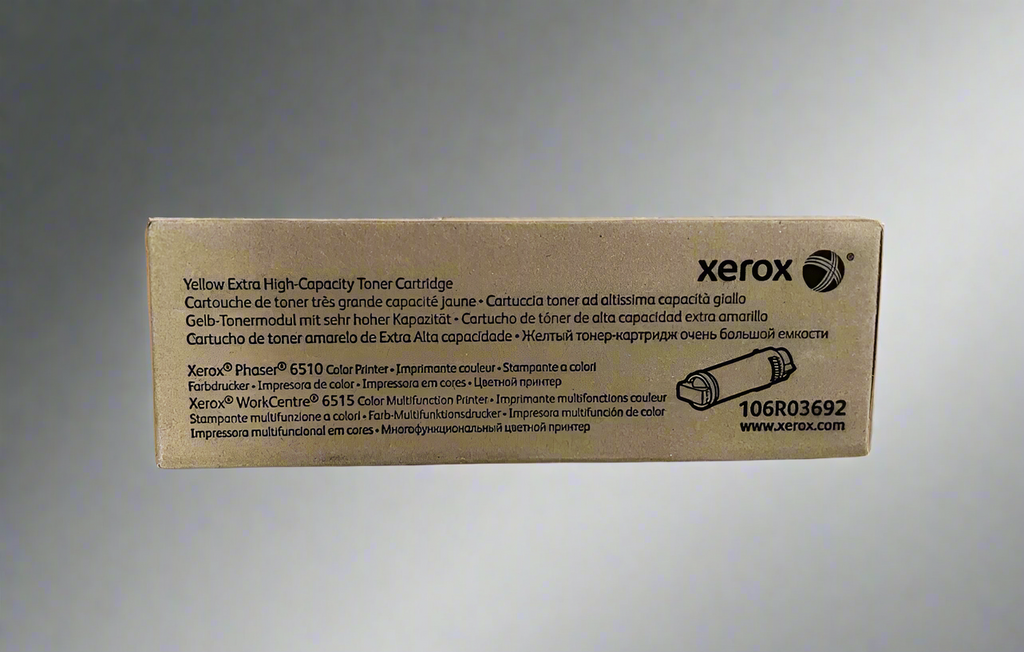 xerox ®
Yellow Extra High-Capacity Toner Cartridge
Cartouche de toner très grande capacité jaune • Cartuccia toner ad altissima capacità giallo
Gelb-Tonermodul mit sehr hoher Kapazität • Cartucho de tóner de alta capacidad extra amarillo
Cartucho de toner amarelo de Extra Alta capacidade • Желтый тонер-картридж очень большой емкости
Xerox® Phaser® 6510 Color Printer • Imprimante couleur • Stampante a colori
Farbdrucker • Impresora de color • Impressora em cores • Цветной принтер
Xerox® WorkCentre® 6515 Color Multifunction Printer • Imprimante multifonctions couleur
Stampante multifunzione a colori • Farb-Multifunktionsdrucker • Impresora multifunción de color
Impressora multifuncional em cores • Многофункциональный цветной принтер
106R03692
www.xerox.com